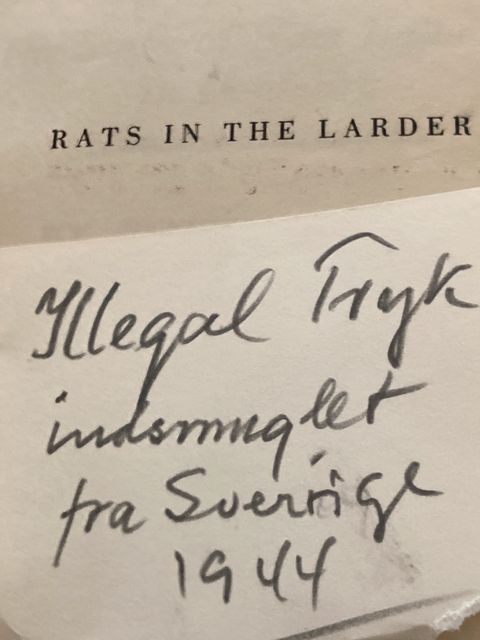 RATS IN THE LARDER
Illegal Tryk
indsmuglet
fra Sverrige
1944